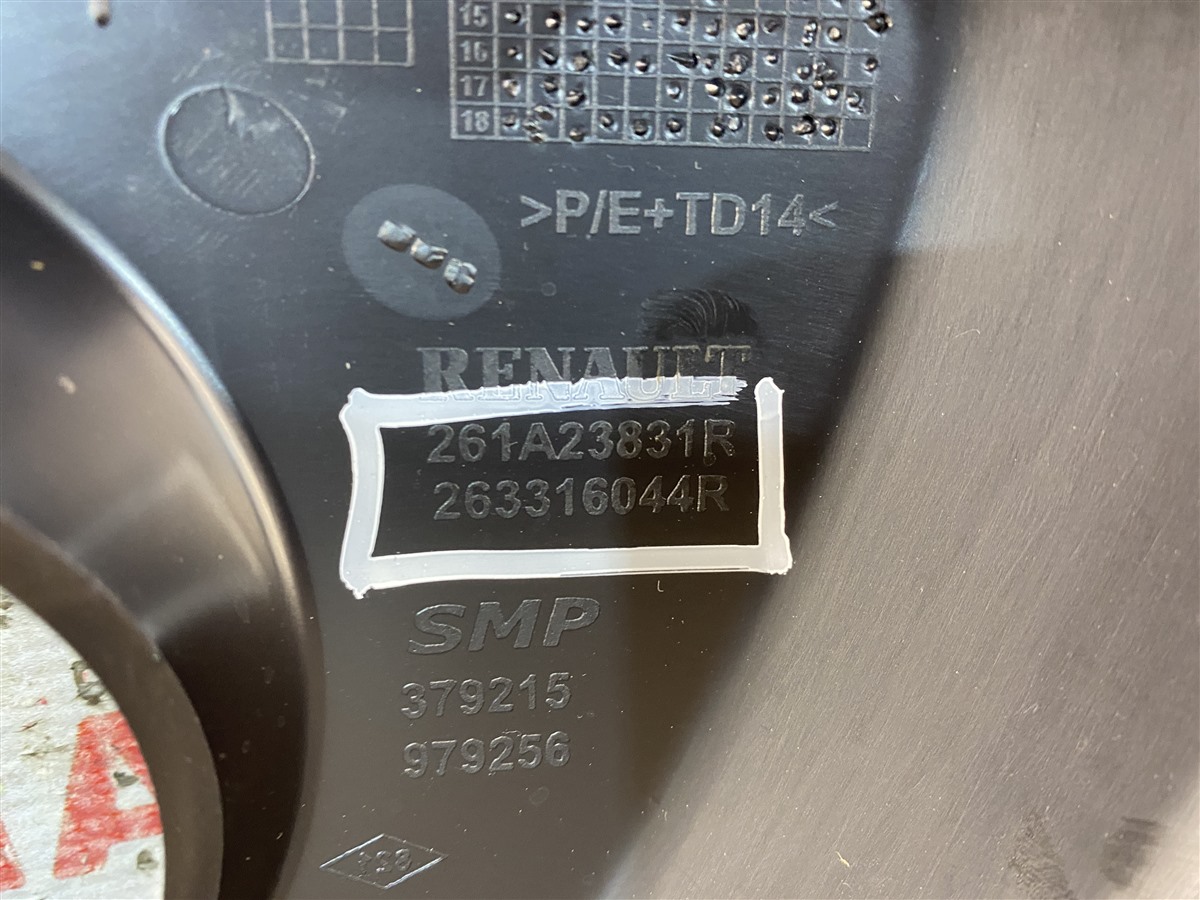 15
16
17
18
>P/E+TD14<
RENAULT
261A23831R
263316044R
SMP
379215
979256